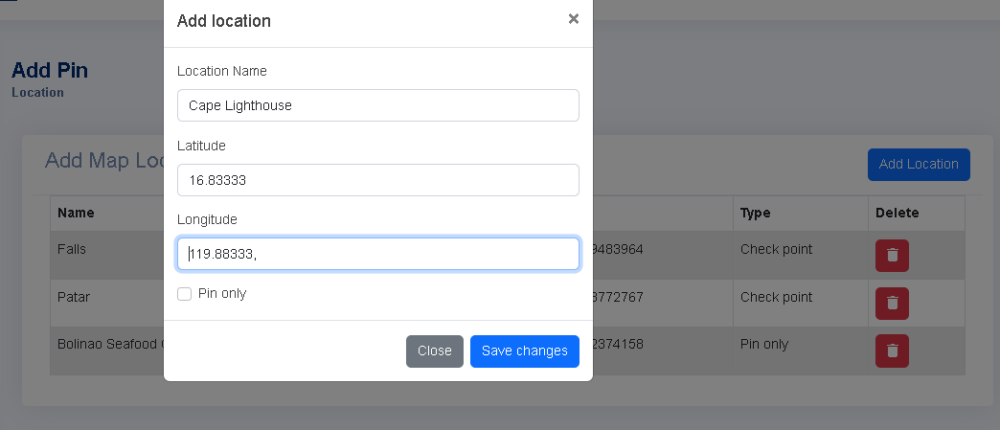 Add location
×
Add Pin
Location
Location Name
Cape Lighthouse
Latitude
16.83333
Longitude
119.88333,
Pin only
Close
Save changes
Add Map Loc
Add Location
Name Type Delete
Falls 9483964 Check point
Patar 3772767 Check point
Bolinao Seafood 2374158 Pin only